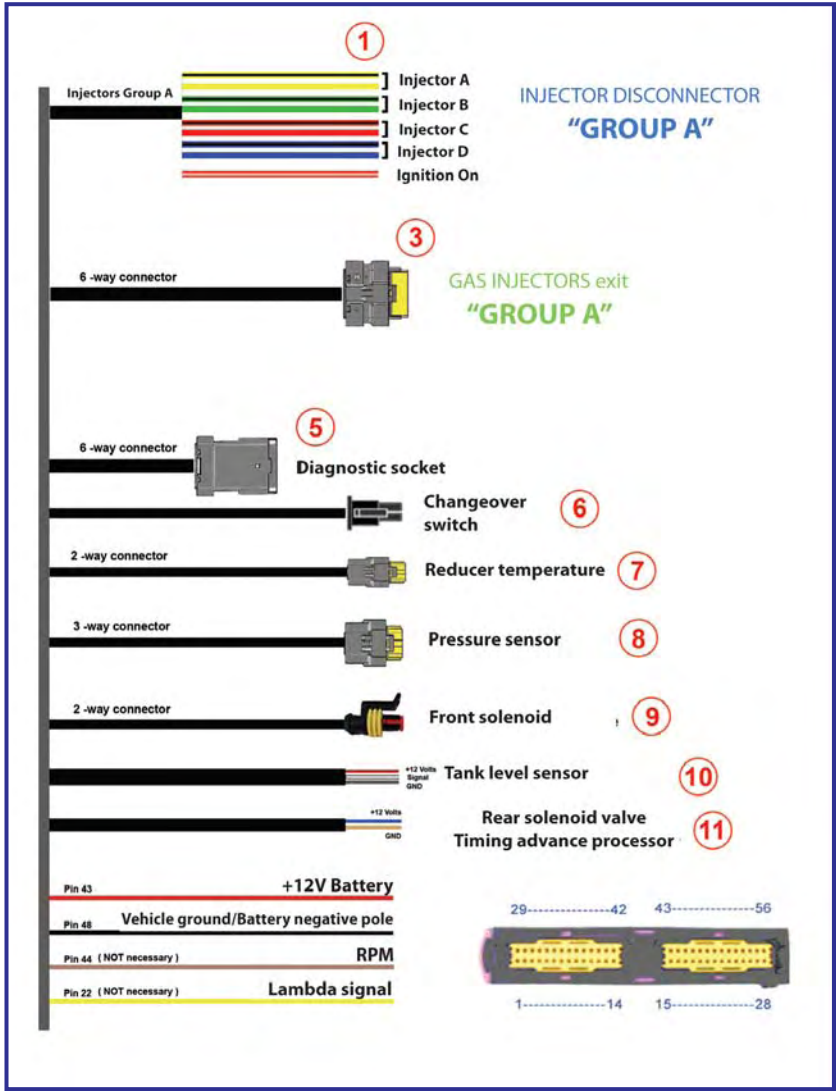 1
Injectors Group A
Injector A
Injector B
Injector C
Injector D
Ignition On
INJECTOR DISCONNECTOR
“GROUP A”
3
6 -way connector
GAS INJECTORS exit
“GROUP A”
5
6 -way connector
Diagnostic socket
Changeover
switch
6
2 -way connector
Reducer temperature
7
3 -way connector
Pressure sensor
8
2 -way connector
Front solenoid
9
+12 Volts
Signal
GND
Tank level sensor
10
+12 Volts
GND
Rear solenoid valve
Timing advance processor
11
Pin 43
+12V Battery
Pin 48
Vehicle ground/Battery negative pole
Pin 44 ( NOT necessary )
RPM
Pin 22 ( NOT necessary )
Lambda signal
29--------------42 43--------------56
1---------------14 15--------------28